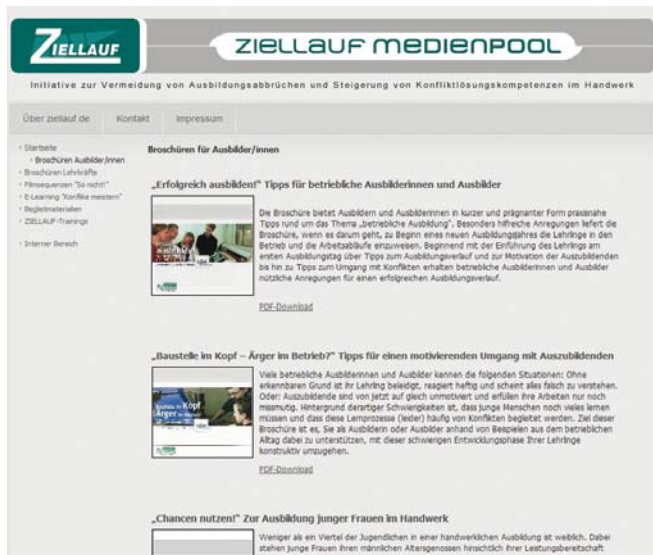 ZIELLAUF
ZIELLAUF MEDIENPOOL
Initiative zur Vermeidung von Ausbildungsabbrüchen und Steigerung von Konfliktlösungskompetenzen im Handwerk
Über ziellauf.de Kontakt Impressum
Startseite
Broschüren Ausbilder/innen
Broschüren Lehrkräfte
Filmsequenzen "So nicht!"
E-Learning "Konflike meistern"
Begleitmaterialien
ZIELLAUF-Trainings
Interner Bereich
Broschüren für Ausbilder/innen
„Erfolgreich ausbilden!“ Tipps für betriebliche Ausbilderinnen und Ausbilder
Die Broschüre bietet Ausbildern und Ausbilderinnen in kurzer und prägnanter Form praxisnahe
Tipps rund um das Thema „betriebliche Ausbildung“. Besonders hilfreiche Anregungen liefert die
Broschüre, wenn es darum geht, zu Beginn eines neuen Ausbildungsjahres die Lehrlinge in den
Betrieb und die Arbeitsabläufe einzuweisen. Beginnend mit der Einführung des Lehrlings am
ersten Ausbildungstag über Tipps zum Ausbildungsverlauf und zur Motivation der Auszubildenden
bis hin zu Tipps zum Umgang mit Konflikten erhalten betriebliche Ausbilderinnen und Ausbilder
nützliche Anregungen für einen erfolgreichen Ausbildungsverlauf.
PDF-Download
„Baustelle im Kopf – Ärger im Betrieb?“ Tipps für einen motivierenden Umgang mit Auszubildenden
Baustelle im Kopf
Ärger im Betrieb?
Viele betriebliche Ausbilderinnen und Ausbilder kennen die folgenden Situationen: Ohne
erkennbaren Grund ist ihr Lehrling beleidigt, reagiert heftig und scheint alles falsch zu verstehen.
Oder: Auszubildende sind von jetzt auf gleich unmotiviert und erfüllen ihre Arbeiten nur noch
missmutig. Hintergrund derartiger Schwierigkeiten ist, dass junge Menschen noch vieles lernen
müssen und dass diese Lernprozesse (leider) häufig von Konflikten begleitet werden. Ziel dieser
Broschüre ist es, Sie als Ausbilderin oder Ausbilder anhand von Beispielen aus dem betrieblichen
Alltag dabei zu unterstützen, mit dieser schwierigen Entwicklungsphase Ihrer Lehrlinge
konstruktiv umzugehen.
PDF-Download
„Chancen nutzen!“ Zur Ausbildung junger Frauen im Handwerk
Weniger als ein Viertel der Jugendlichen in einer handwerklichen Ausbildung ist weiblich. Dabei
stehen junge Frauen ihren männlichen Altersgenossen hinsichtlich ihrer Leistungsbereitschaft